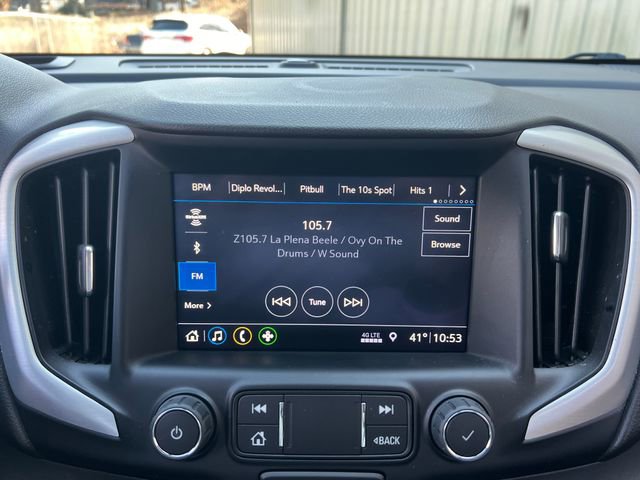 BPM Diplo Revol... Pitbull The 10s Spot Hits 1
105.7
Sound
Z105.7 La Plena Beele / Ovy On The
Drums / W Sound
Browse
FM
More
Tune
4G LTE
41° 10:53
BACK